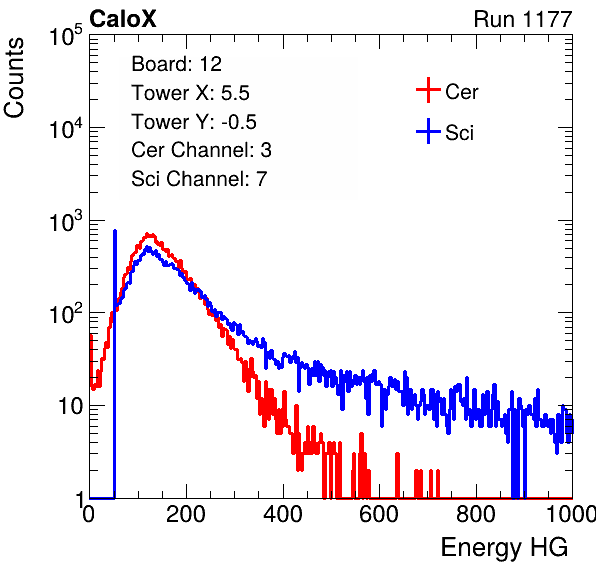 CaloX Run 1177
Counts
10^5
10^4
10^3
10^2
10
1
Board: 12
Tower X: 5.5
Tower Y: -0.5
Cer Channel: 3
Sci Channel: 7
Cer
Sci
0 200 400 600 800 1000
Energy HG